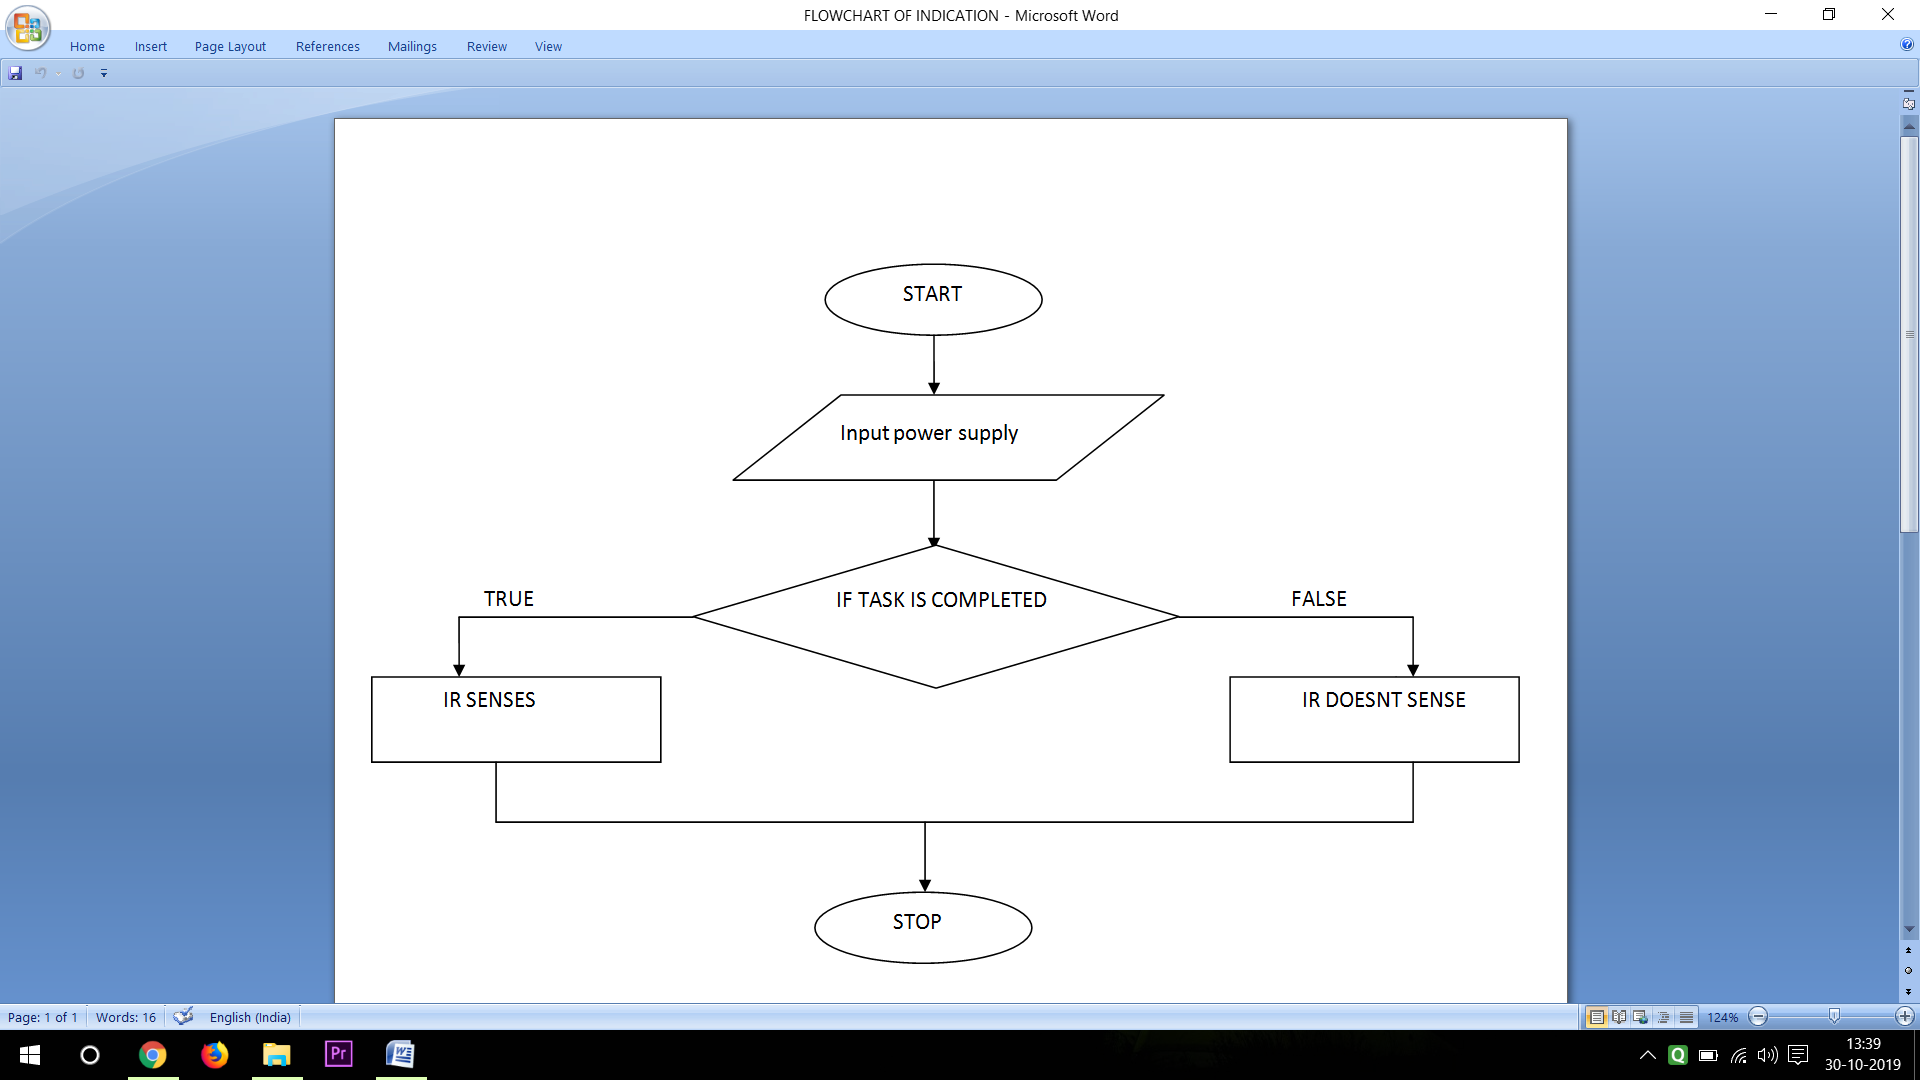 FLOWCHART OF INDICATION - Microsoft Word
Home Insert Page Layout References Mailings Review View
START
Input power supply
IF TASK IS COMPLETED
TRUE
FALSE
IR SENSES
IR DOESNT SENSE
STOP
Page: 1 of 1 Words: 16 English (India) 124%
Pr
W
Q
13:39
30-10-2019